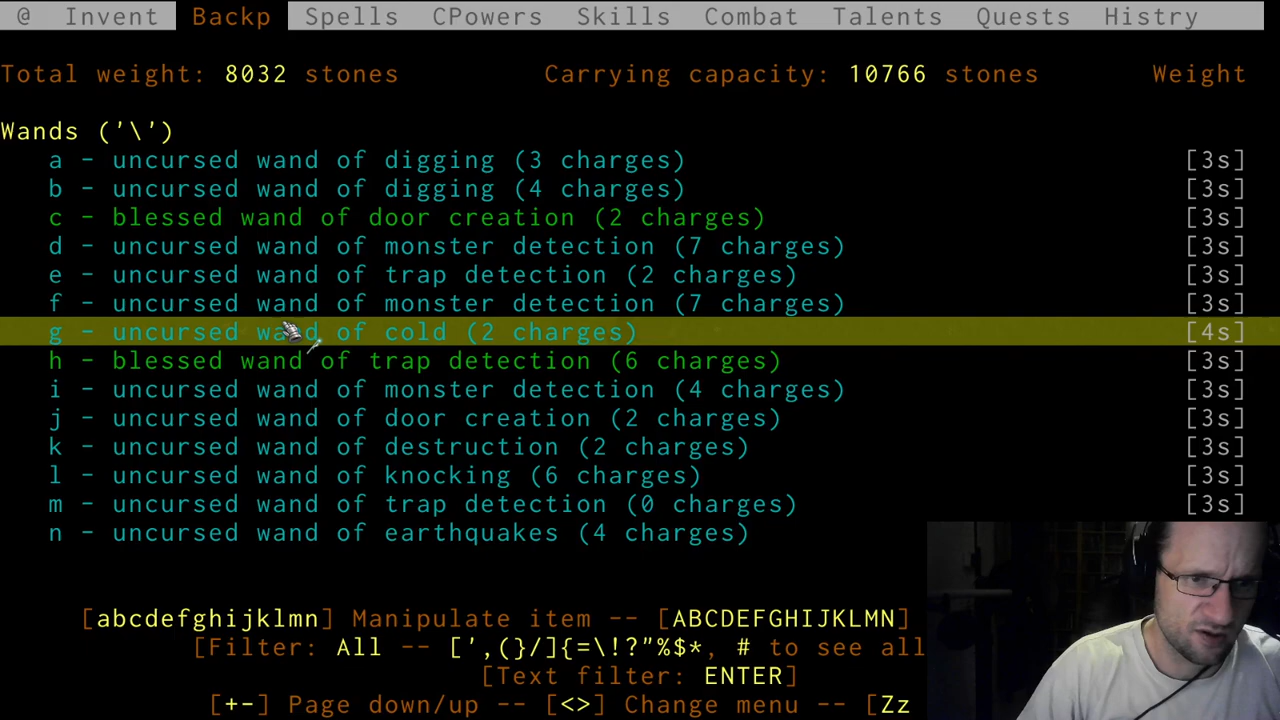 @ Invent Backp Spells CPowers Skills Combat Talents Quests Histry
Total weight: 8032 stones Carrying capacity: 10766 stones Weight
Wands ('\')
a - uncursed wand of digging (3 charges) [3s]
b - uncursed wand of digging (4 charges) [3s]
c - blessed wand of door creation (2 charges) [3s]
d - uncursed wand of monster detection (7 charges) [3s]
e - uncursed wand of trap detection (2 charges) [3s]
f - uncursed wand of monster detection (7 charges) [3s]
g - uncursed wand of cold (2 charges) [4s]
h - blessed wand of trap detection (6 charges) [3s]
i - uncursed wand of monster detection (4 charges) [3s]
j - uncursed wand of door creation (2 charges) [3s]
k - uncursed wand of destruction (2 charges) [3s]
l - uncursed wand of knocking (6 charges) [3s]
m - uncursed wand of trap detection (0 charges) [3s]
n - uncursed wand of earthquakes (4 charges)
[abcdefghijklmn] Manipulate item -- [ABCDEFGHIJKLMN]
[Filter: All -- [',(}/]{=\!?"%$*, # to see all
[Text filter: ENTER]
[+-] Page down/up -- [<>] Change menu -- [Zz